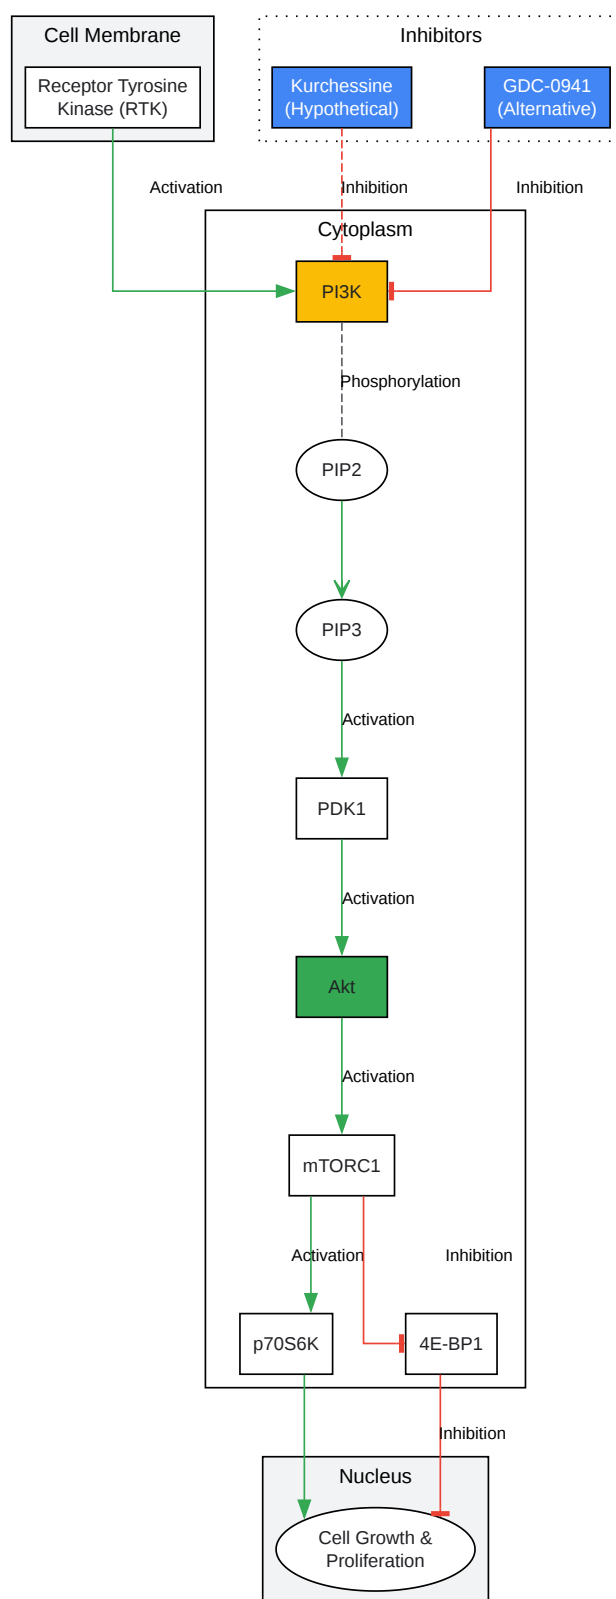 Cell Membrane
Inhibitors
Receptor Tyrosine
Kinase (RTK)
Kurchessine
(Hypothetical)
GDC-0941
(Alternative)
Activation
Inhibition
Inhibition
Cytoplasm
PI3K
Phosphorylation
PIP2
PIP3
Activation
PDK1
Activation
Akt
Activation
mTORC1
Activation
Inhibition
p70S6K
4E-BP1
Inhibition
Nucleus
Cell Growth &
Proliferation